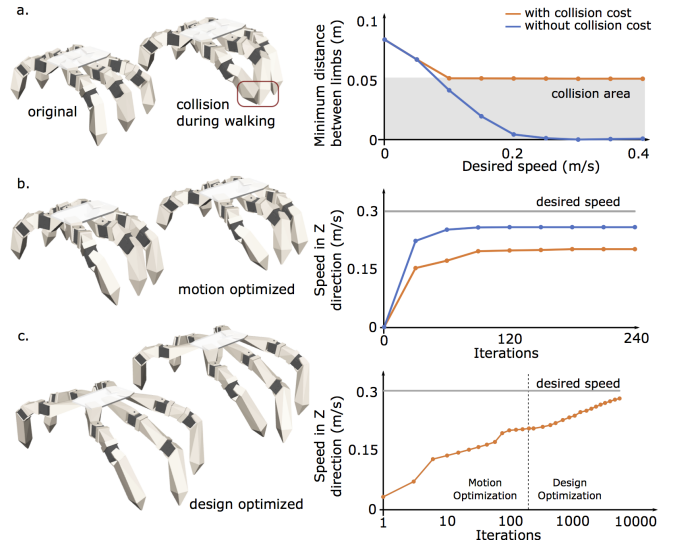 a.
original
collision
during walking
0.1
0.05
0
Minimum distance
between limbs (m)
with collision cost
without collision cost
collision area
0
0.2
0.4
Desired speed (m/s)
b.
motion optimized
0.3
0.15
0
Speed in Z
direction (m/s)
desired speed
0
120
240
Iterations
c.
design optimized
0.3
0.15
0
Speed in Z
direction (m/s)
desired speed
Motion
Optimization
Design
Optimization
1
10
100
1000
10000
Iterations